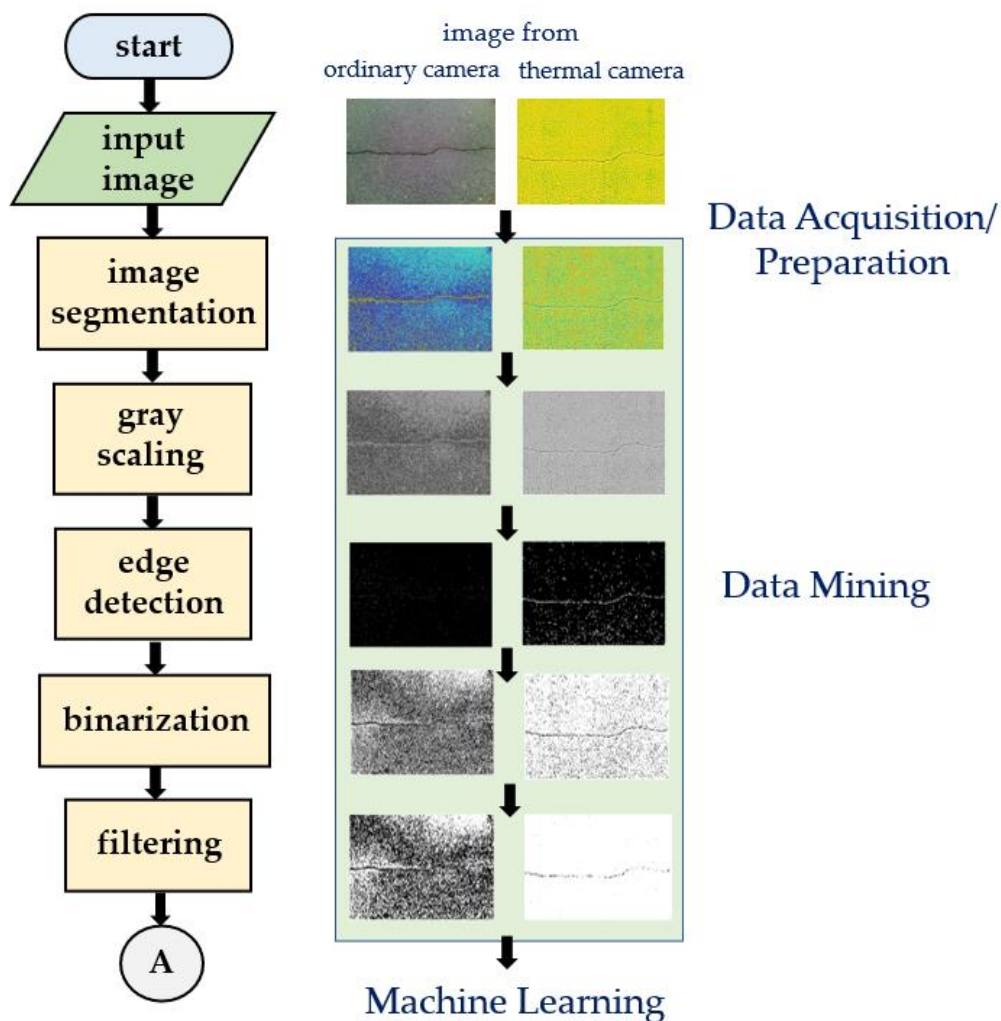 start
input
image
image
segmentation
gray
scaling
edge
detection
binarization
filtering
A
image from
ordinary camera
thermal camera
Data Acquisition/
Preparation
Data Mining
Machine Learning